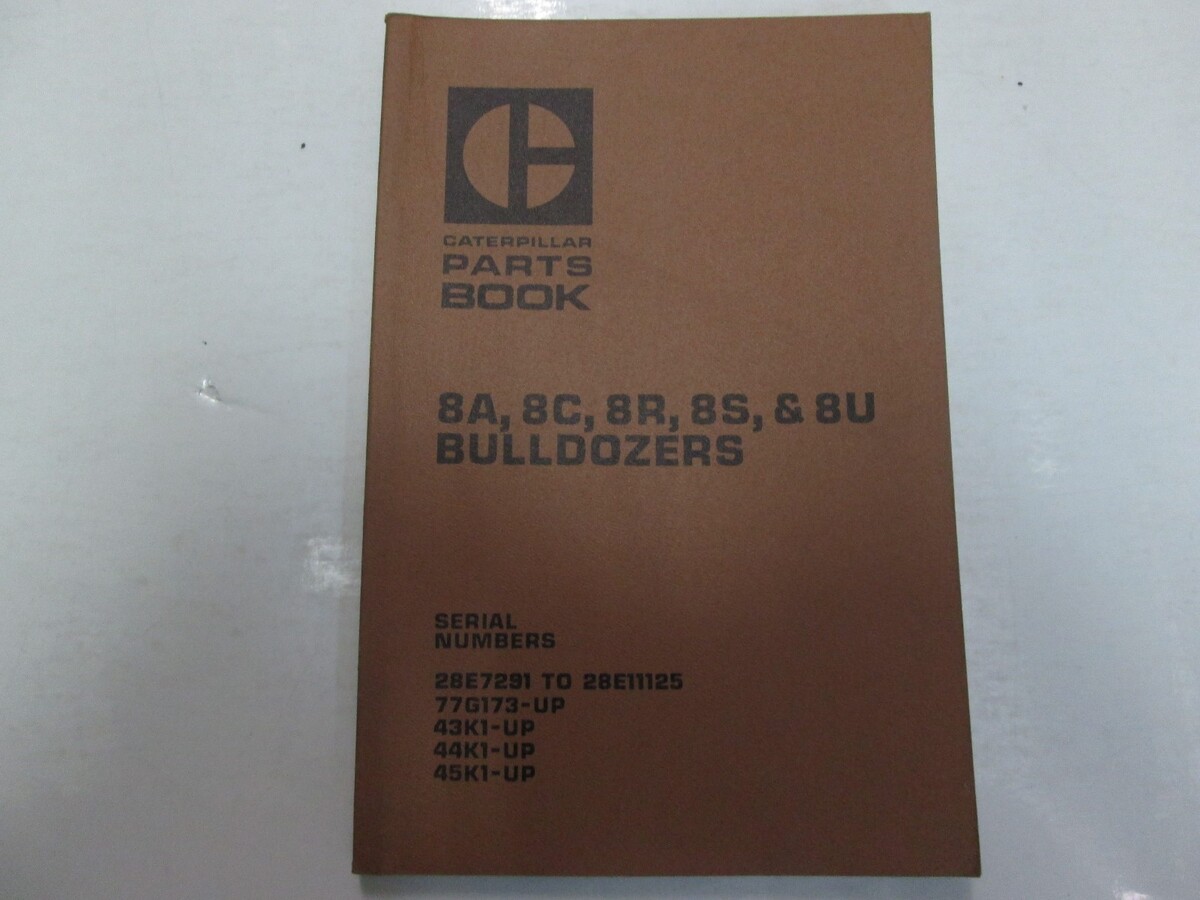 CATERPILLAR
PARTS
BOOK
8A, 8C, 8R, 8S, & 8U
BULLDOZERS
SERIAL
NUMBERS
28E7291 TO 28E11125
77G173-UP
43K1-UP
44K1-UP
45K1-UP